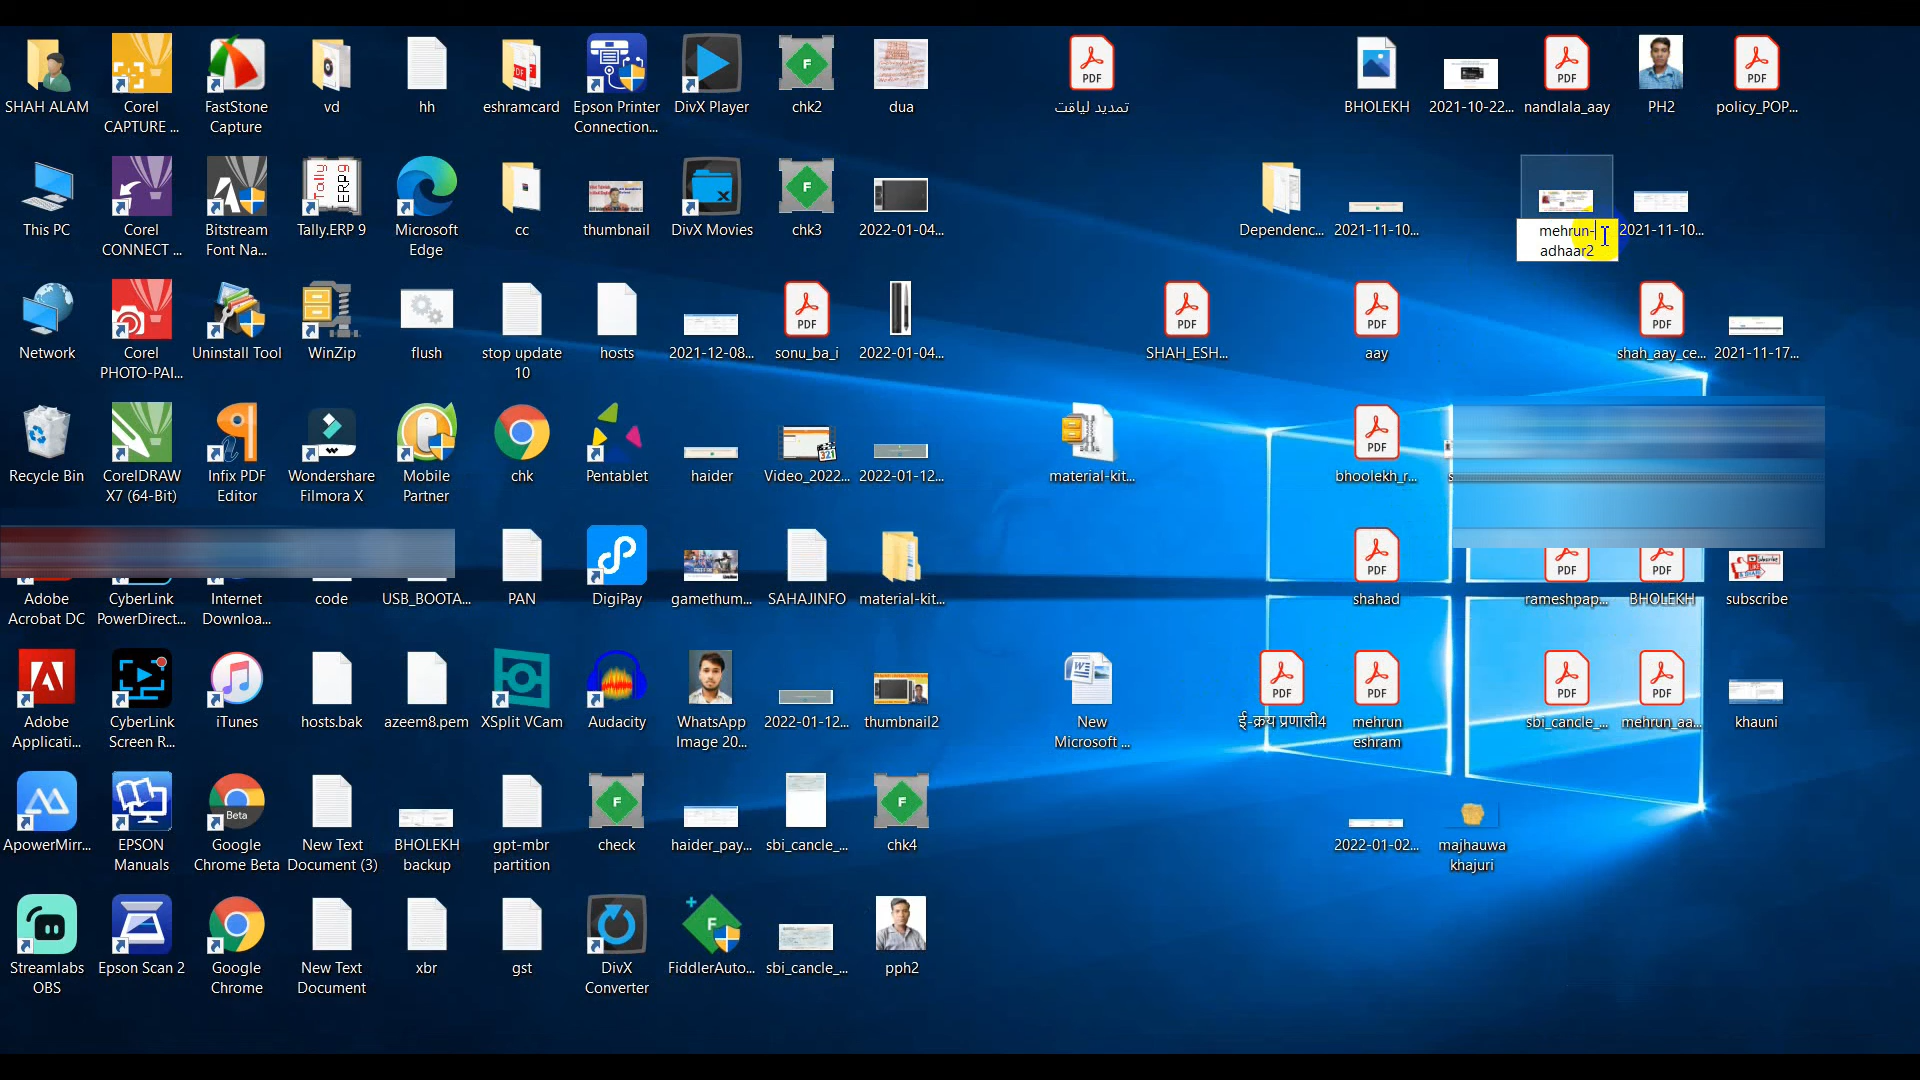 SHAH ALAM
Corel
CAPTURE ...
FastStone
Capture
vd
hh
eshramcard
Epson Printer
Connection...
DivX Player
chk2
dua
تمديد لياقت
BHOLEKH
2021-10-22...
nandlala_aay
PH2
policy_POP...
This PC
Corel
CONNECT ...
Bitstream
Font Na...
Tally.ERP 9
Microsoft
Edge
cc
thumbnail
DivX Movies
chk3
2022-01-04...
Dependenc...
2021-11-10...
mehrun-
adhaar2
2021-11-10...
Network
Corel
PHOTO-PAI...
Uninstall Tool
WinZip
flush
stop update
10
hosts
2021-12-08...
sonu_ba_i
2022-01-04...
SHAH_ESH...
aay
shah_aay_ce...
2021-11-17...
Recycle Bin
CorelDRAW
X7 (64-Bit)
Infix PDF
Editor
Wondershare
Filmora X
Mobile
Partner
chk
Pentablet
haider
Video_2022...
2022-01-12...
material-kit...
bhoolekh_r...
Adobe
Acrobat DC
CyberLink
PowerDirect...
Internet
Downloa...
code
USB_BOOTA...
PAN
DigiPay
gamethum...
SAHAJINFO
material-kit...
shahad
rameshpap...
BHOLEKH
subscribe
Adobe
Applicati...
CyberLink
Screen R...
iTunes
hosts.bak
azeem8.pem
XSplit VCam
Audacity
WhatsApp
Image 20...
2022-01-12...
thumbnail2
New
Microsoft ...
ई-क्रय प्रणाली4
mehrun
eshram
sbi_cancle_...
mehrun_aa...
khauni
ApowerMirr...
EPSON
Manuals
Google
Chrome Beta
New Text
Document (3)
BHOLEKH
backup
gpt-mbr
partition
check
haider_pay...
sbi_cancle_...
chk4
2022-01-02...
majhauwa
khajuri
Streamlabs
OBS
Epson Scan 2
Google
Chrome
New Text
Document
xbr
gst
DivX
Converter
FiddlerAuto...
sbi_cancle_...
pph2